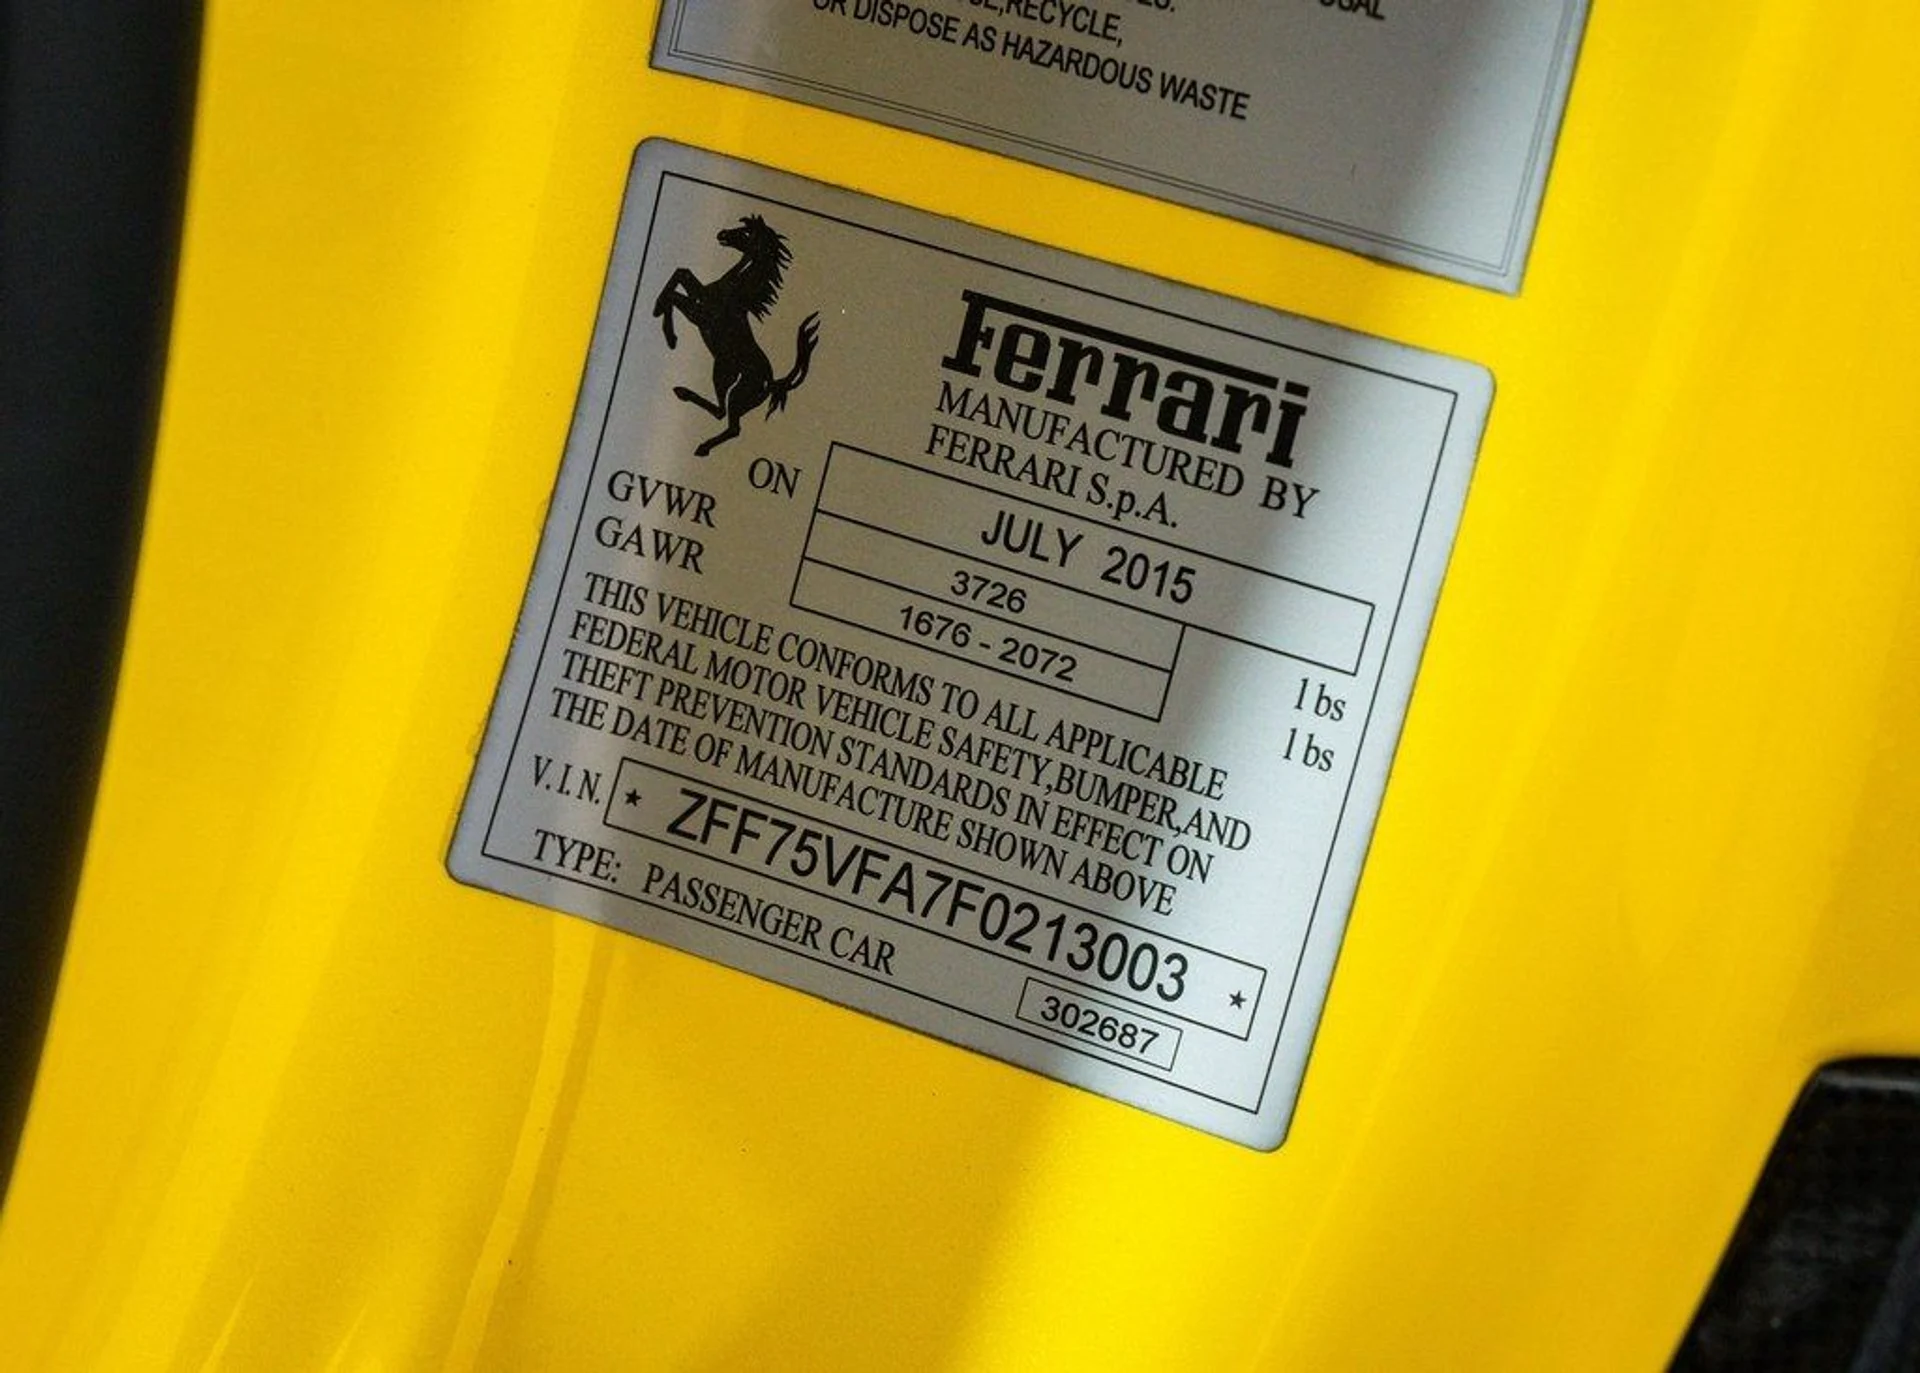 RECYCLE,
OR DISPOSE AS HAZARDOUS WASTE
Ferrari
MANUFACTURED BY
FERRARI S.p.A.
ON JULY 2015
GVWR 3726 lbs
GAWR 1676 - 2072 lbs
THIS VEHICLE CONFORMS TO ALL APPLICABLE
FEDERAL MOTOR VEHICLE SAFETY,BUMPER,AND
THEFT PREVENTION STANDARDS IN EFFECT ON
THE DATE OF MANUFACTURE SHOWN ABOVE
V.I.N. ★ ZFF75VFA7F0213003 ★
TYPE: PASSENGER CAR
302687